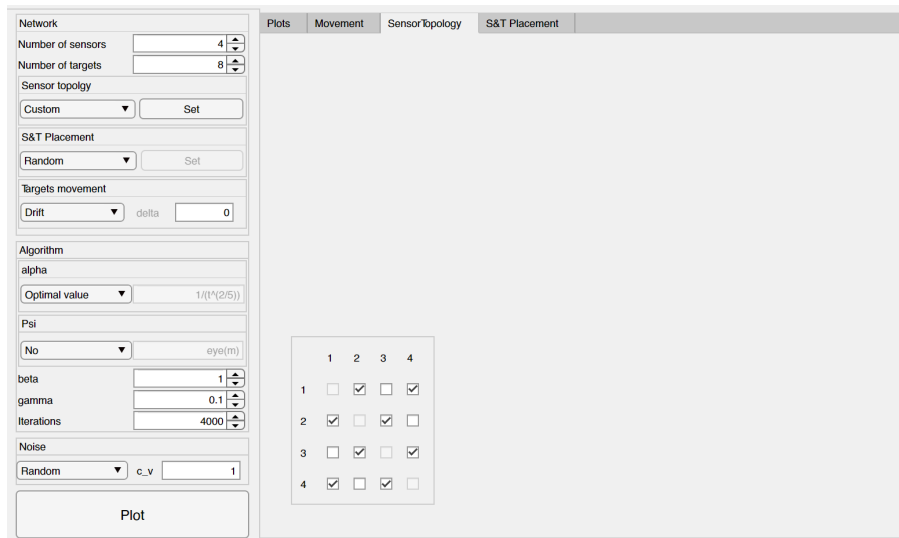 Network
Number of sensors 4
Number of targets 8
Sensor topolgy
Custom Set
S&T Placement
Random Set
Targets movement
Drift delta 0
Algorithm
alpha
Optimal value 1/(t^(2/5))
Psi
No eye(m)
beta 1
gamma 0.1
Iterations 4000
Noise
Random c_v 1
Plot
Plots Movement SensorTopology S&T Placement
1 2 3 4
1
2
3
4